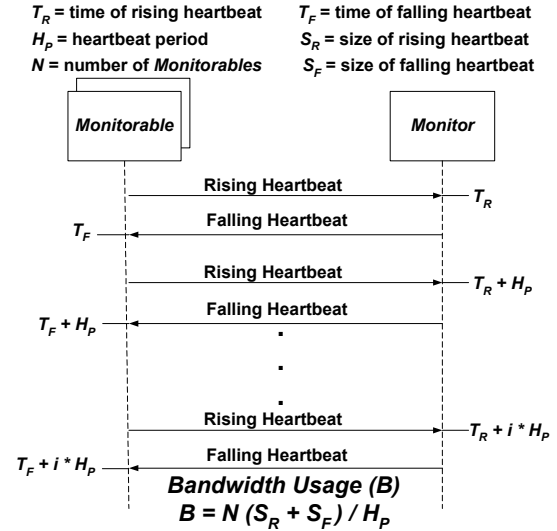 T_R = time of rising heartbeat
T_F = time of falling heartbeat
H_P = heartbeat period
S_R = size of rising heartbeat
N = number of Monitorables
S_F = size of falling heartbeat
Monitorable
Monitor
Rising Heartbeat
T_R
Falling Heartbeat
T_F
Rising Heartbeat
T_R + H_P
Falling Heartbeat
T_F + H_P
.
.
.
Rising Heartbeat
T_R + i * H_P
Falling Heartbeat
T_F + i * H_P
Bandwidth Usage (B)
B = N (S_R + S_F) / H_P